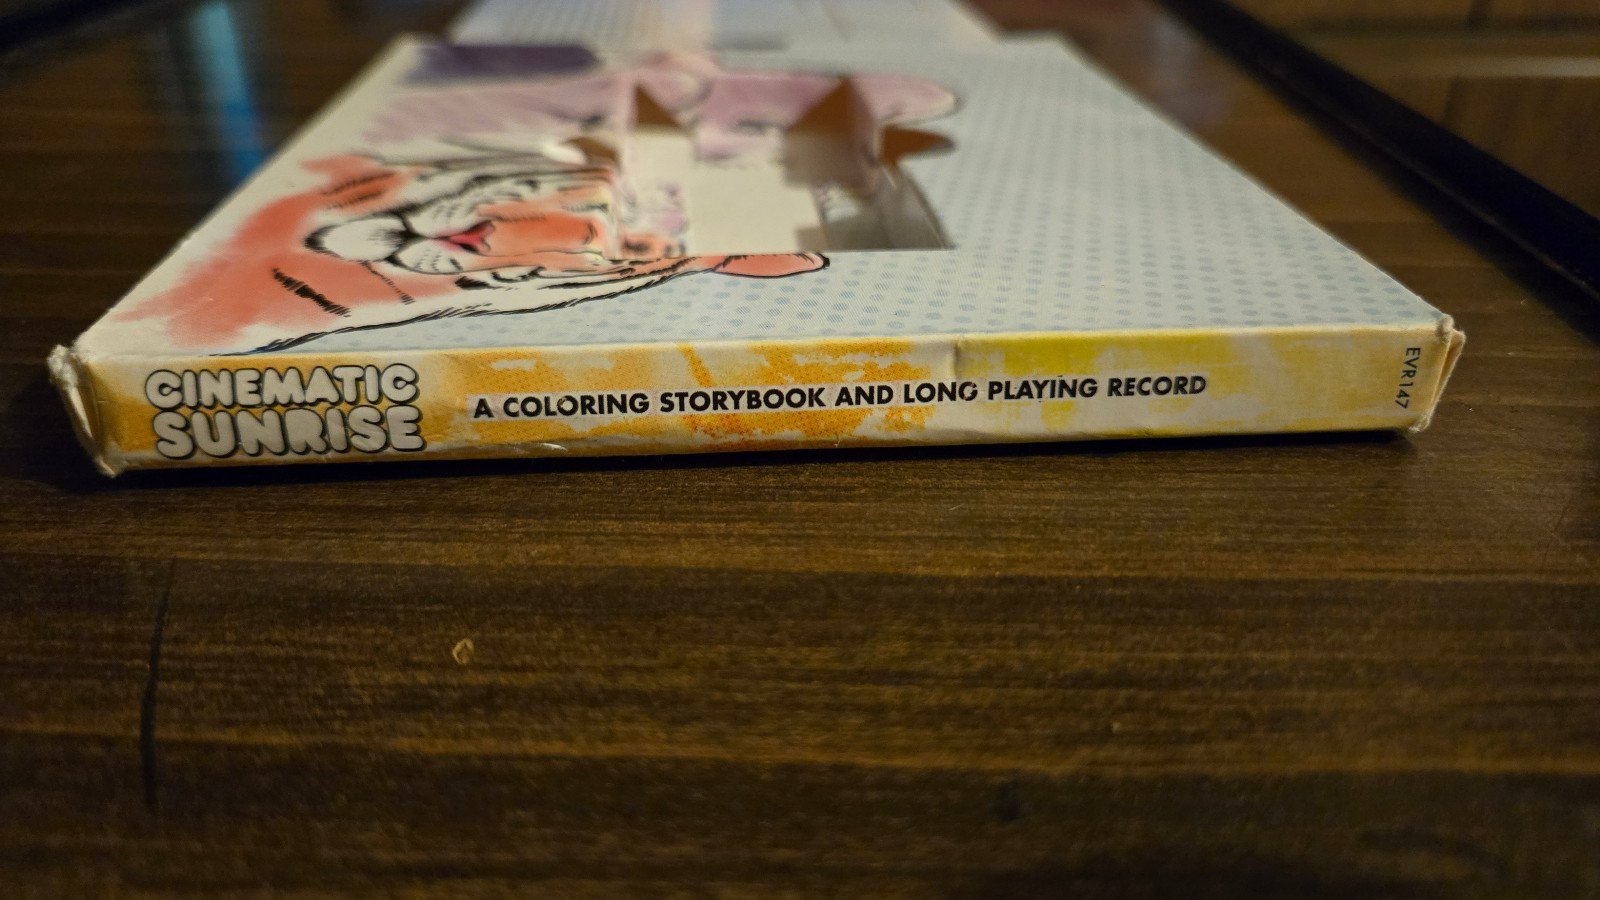 CINEMATIC
SUNRISE
A COLORING STORYBOOK AND LONG PLAYING RECORD
EVR147